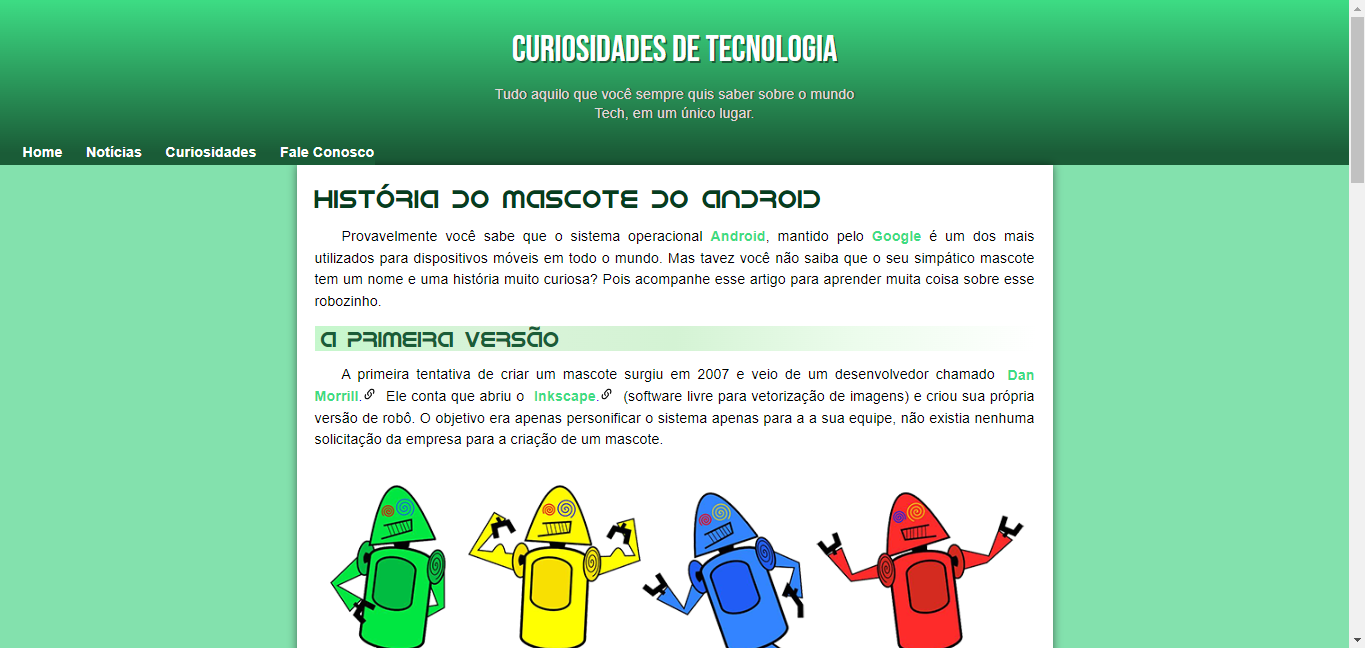 CURIOSIDADES DE TECNOLOGIA
Tudo aquilo que você sempre quis saber sobre o mundo
Tech, em um único lugar.
Home Notícias Curiosidades Fale Conosco
HISTÓRIA DO MASCOTE DO ANDROID
Provavelmente você sabe que o sistema operacional Android, mantido pelo Google é um dos mais
utilizados para dispositivos móveis em todo o mundo. Mas tavez você não saiba que o seu simpático mascote
tem um nome e uma história muito curiosa? Pois acompanhe esse artigo para aprender muita coisa sobre esse
robozinho.
A PRIMEIRA VERSÃO
A primeira tentativa de criar um mascote surgiu em 2007 e veio de um desenvolvedor chamado Dan
Morrill. Ele conta que abriu o Inkscape. (software livre para vetorização de imagens) e criou sua própria
versão de robô. O objetivo era apenas personificar o sistema apenas para a a sua equipe, não existia nenhuma
solicitação da empresa para a criação de um mascote.